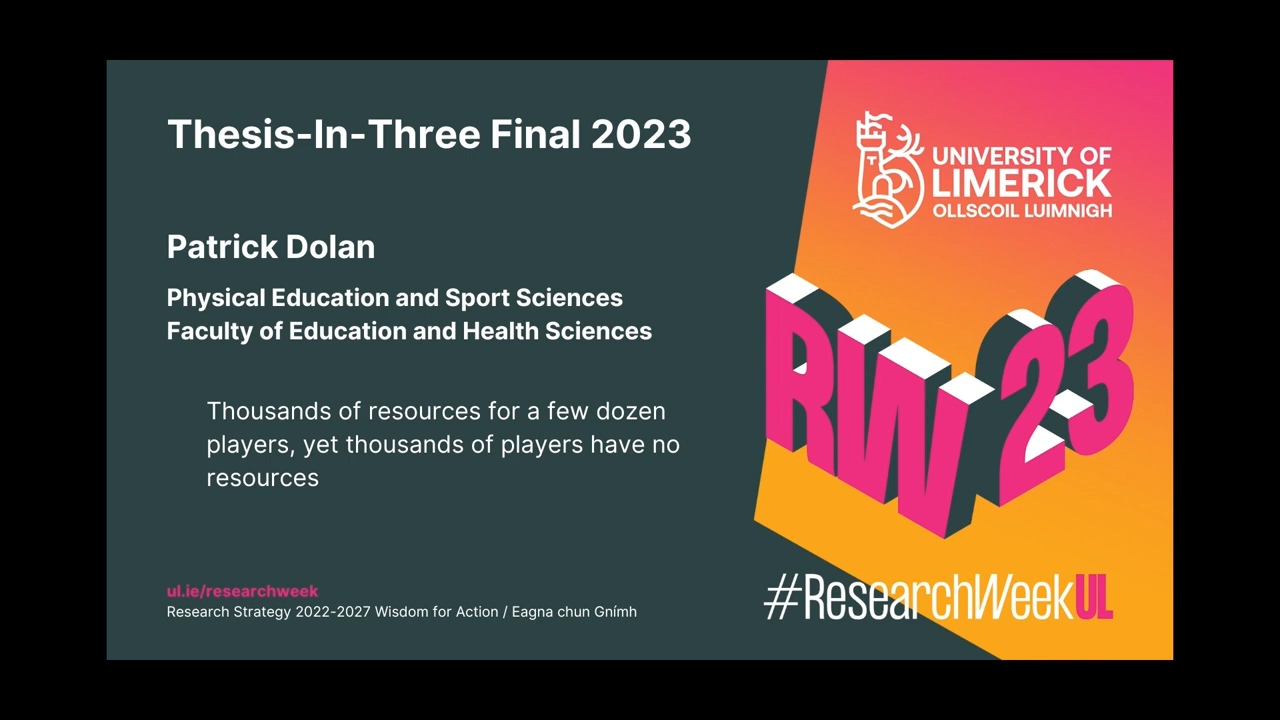 Thesis-In-Three Final 2023
Patrick Dolan
Physical Education and Sport Sciences
Faculty of Education and Health Sciences
Thousands of resources for a few dozen
players, yet thousands of players have no
resources
ul.ie/researchweek
Research Strategy 2022-2027 Wisdom for Action / Eagna chun Gnímh
UNIVERSITY OF
LIMERICK
OLLSCOIL LUIMNIGH
RW 23
#ResearchWeekUL